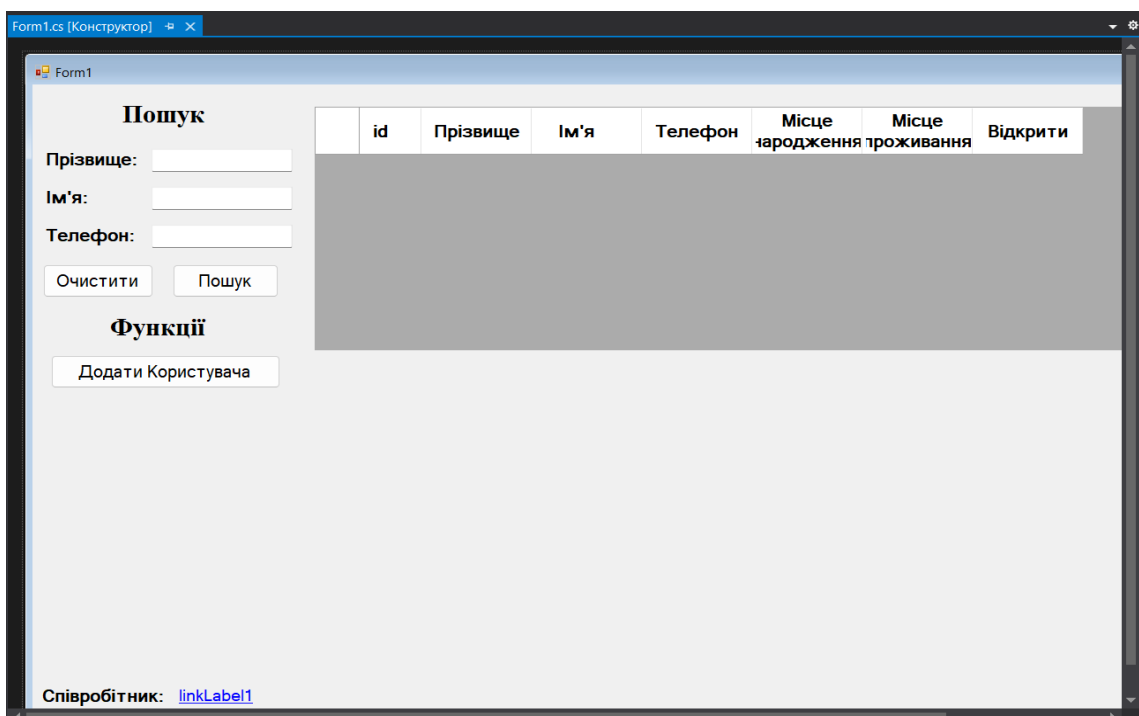 Form1.cs [Конструктор]
Form1
Пошук
Прізвище:
Ім'я:
Телефон:
Очистити Пошук
Функції
Додати Користувача
id Прізвище Ім'я Телефон Місце народження Місце проживання Відкрити
Співробітник: linkLabel1